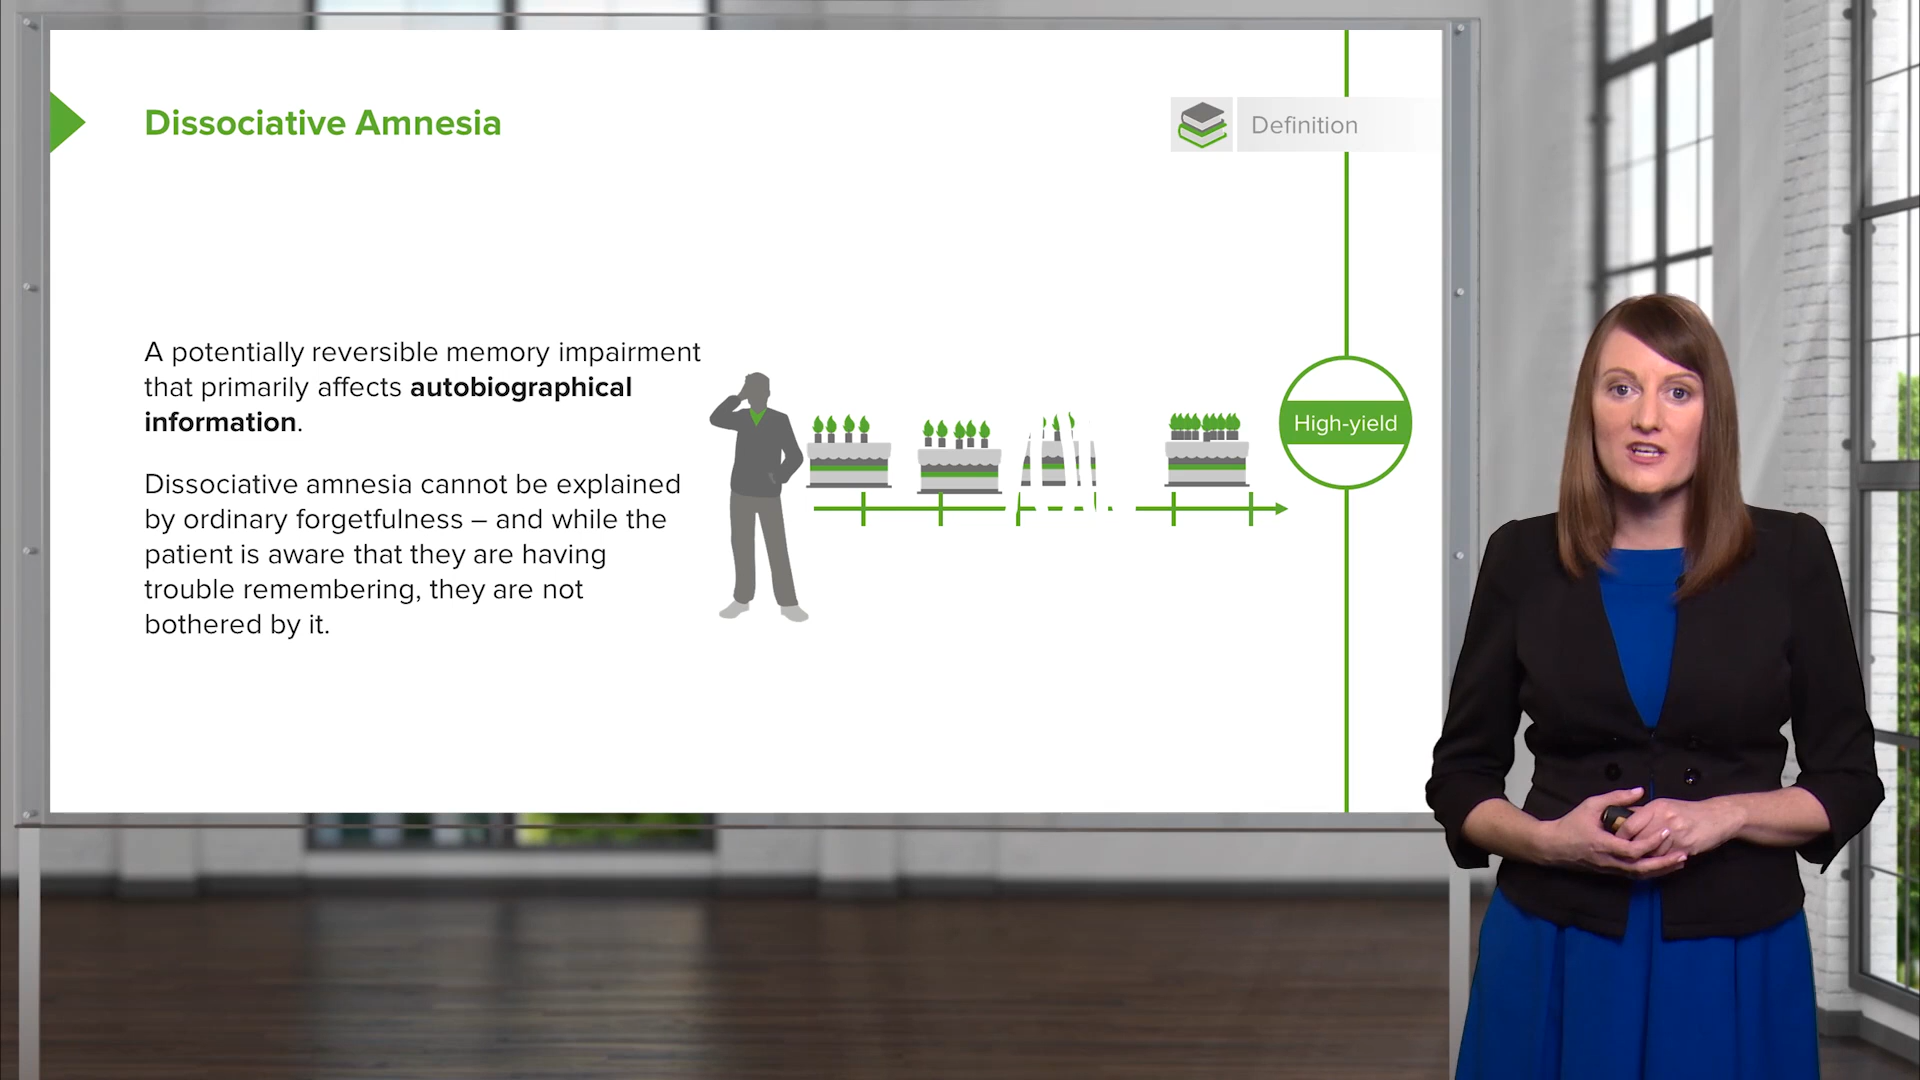 Dissociative Amnesia
Definition
A potentially reversible memory impairment
that primarily affects autobiographical
information.
Dissociative amnesia cannot be explained
by ordinary forgetfulness – and while the
patient is aware that they are having
trouble remembering, they are not
bothered by it.
High-yield